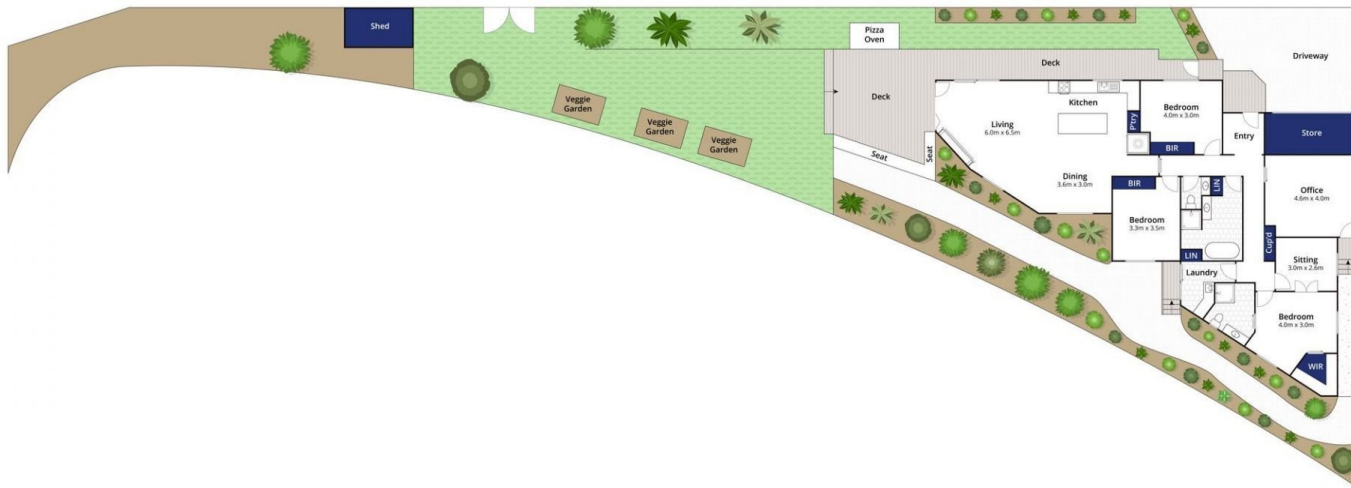 Shed
Pizza
Oven
Driveway
Deck
Deck
Veggie
Garden
Veggie
Garden
Veggie
Garden
Kitchen
Bedroom
4.0m x 3.0m
Living
6.0m x 6.5m
P'try
Entry
Store
BIR
Seat
Seat
Dining
3.6m x 3.0m
BIR
LIN
Office
4.6m x 4.0m
Bedroom
3.3m x 3.5m
Cup'd
LIN
Sitting
3.0m x 2.6m
Laundry
Bedroom
4.0m x 3.0m
WIR